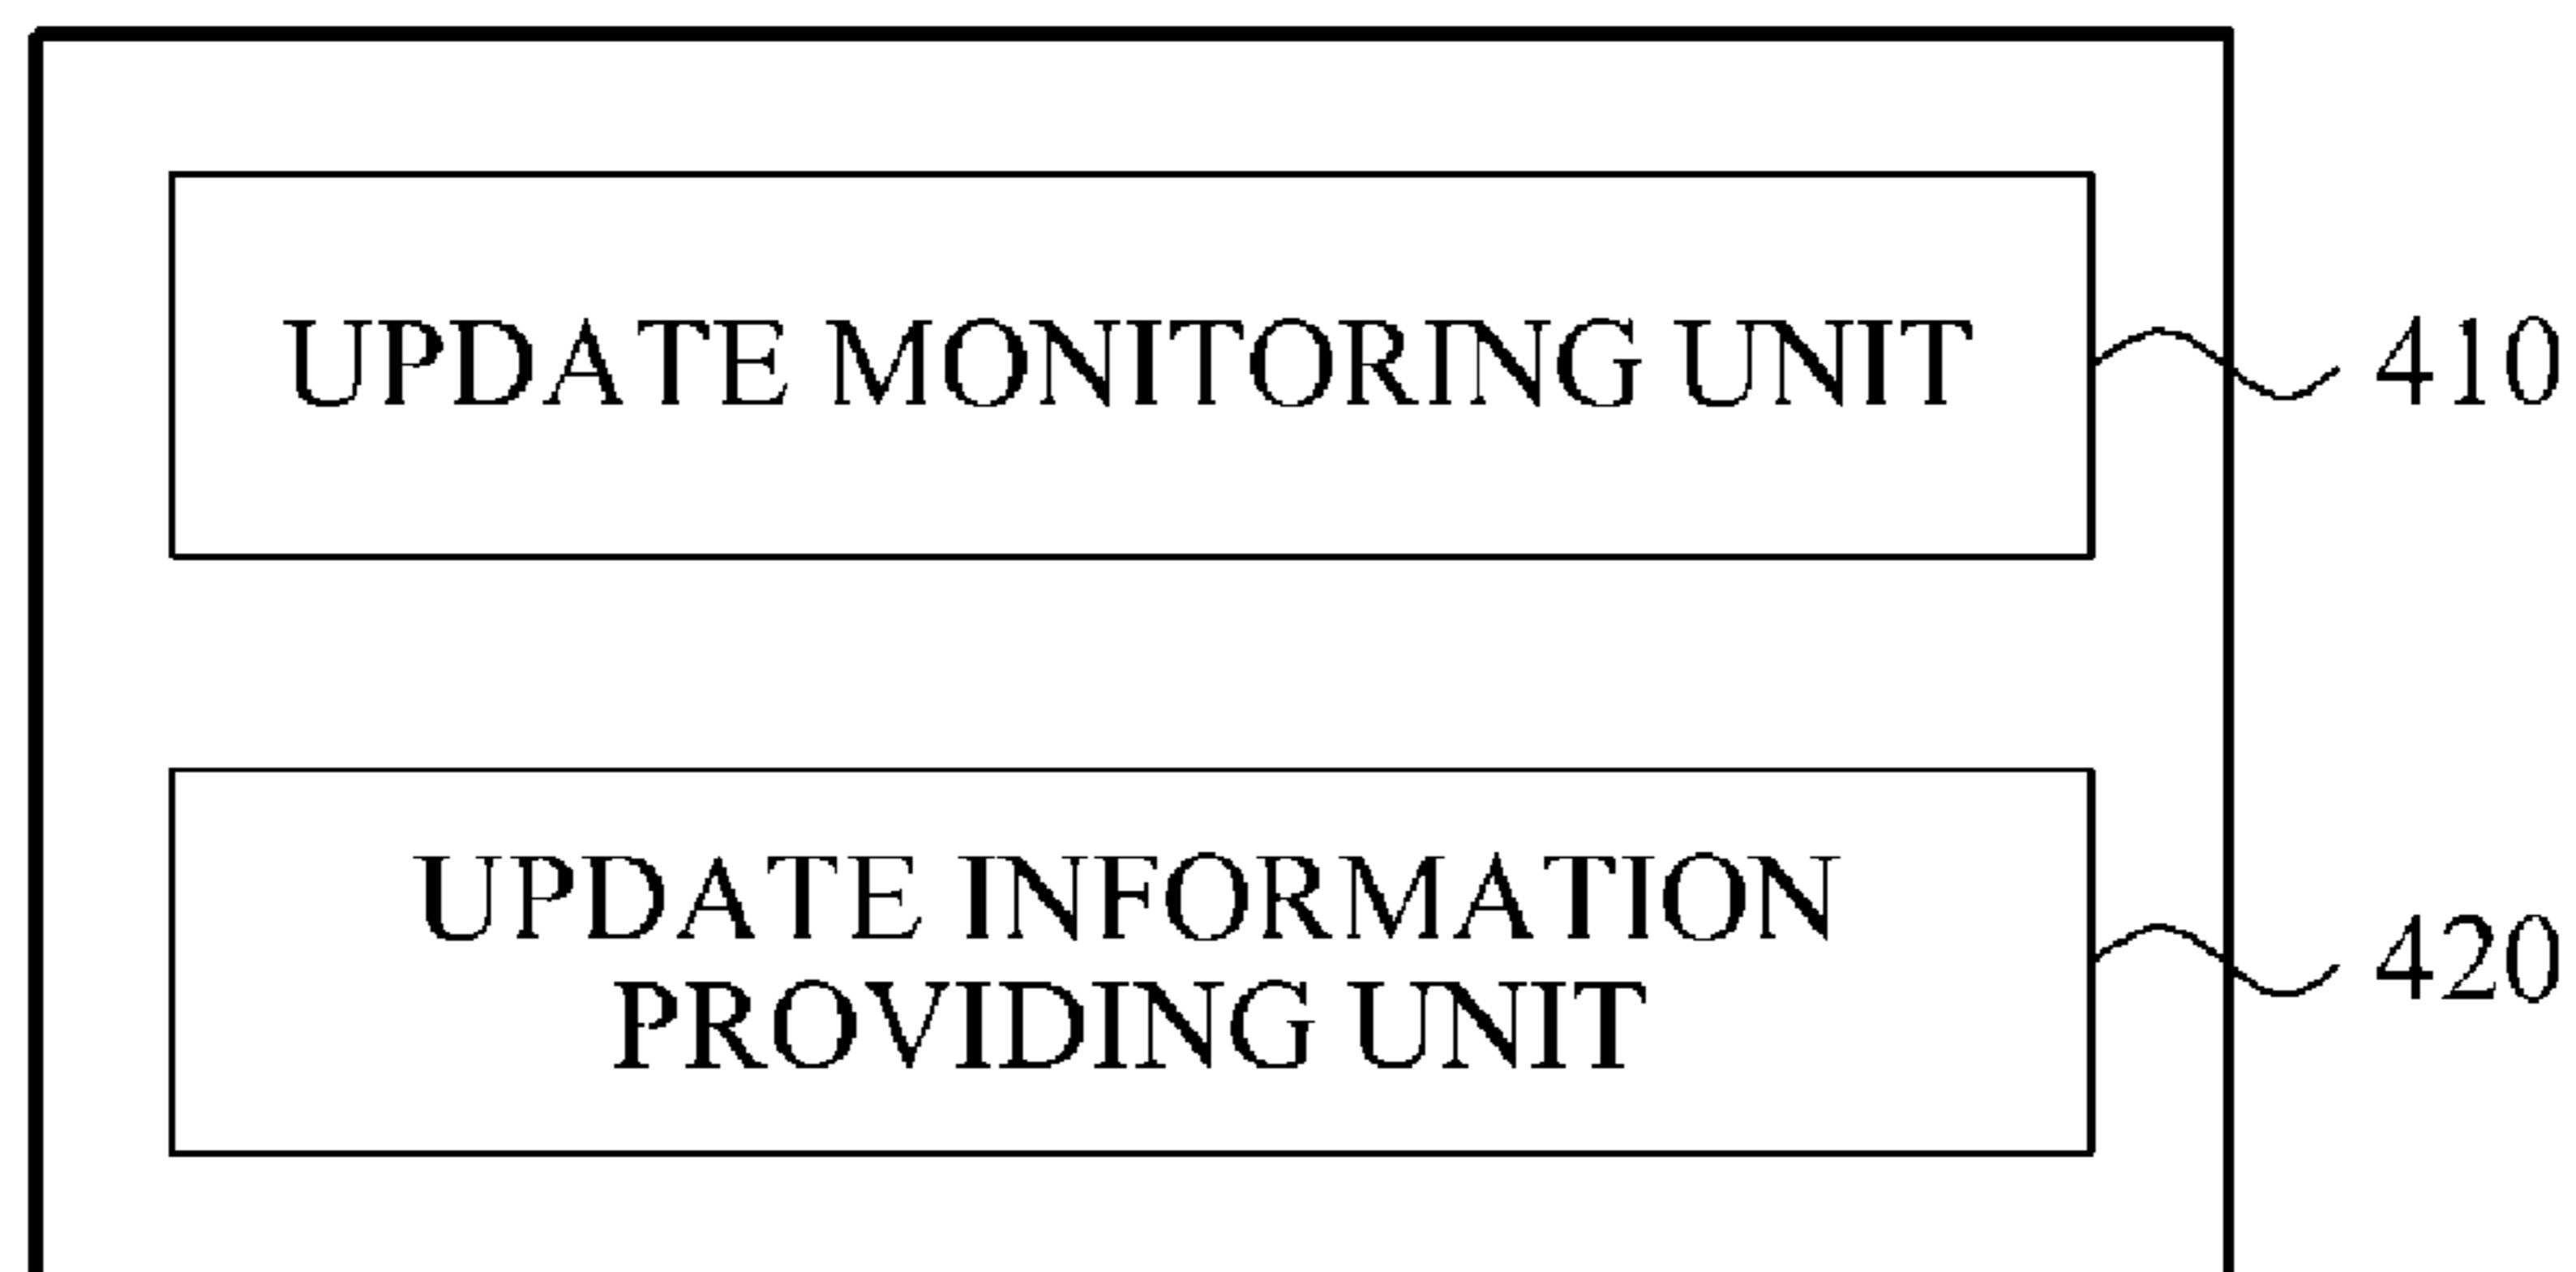 UPDATE MONITORING UNIT
410
UPDATE INFORMATION
PROVIDING UNIT
420